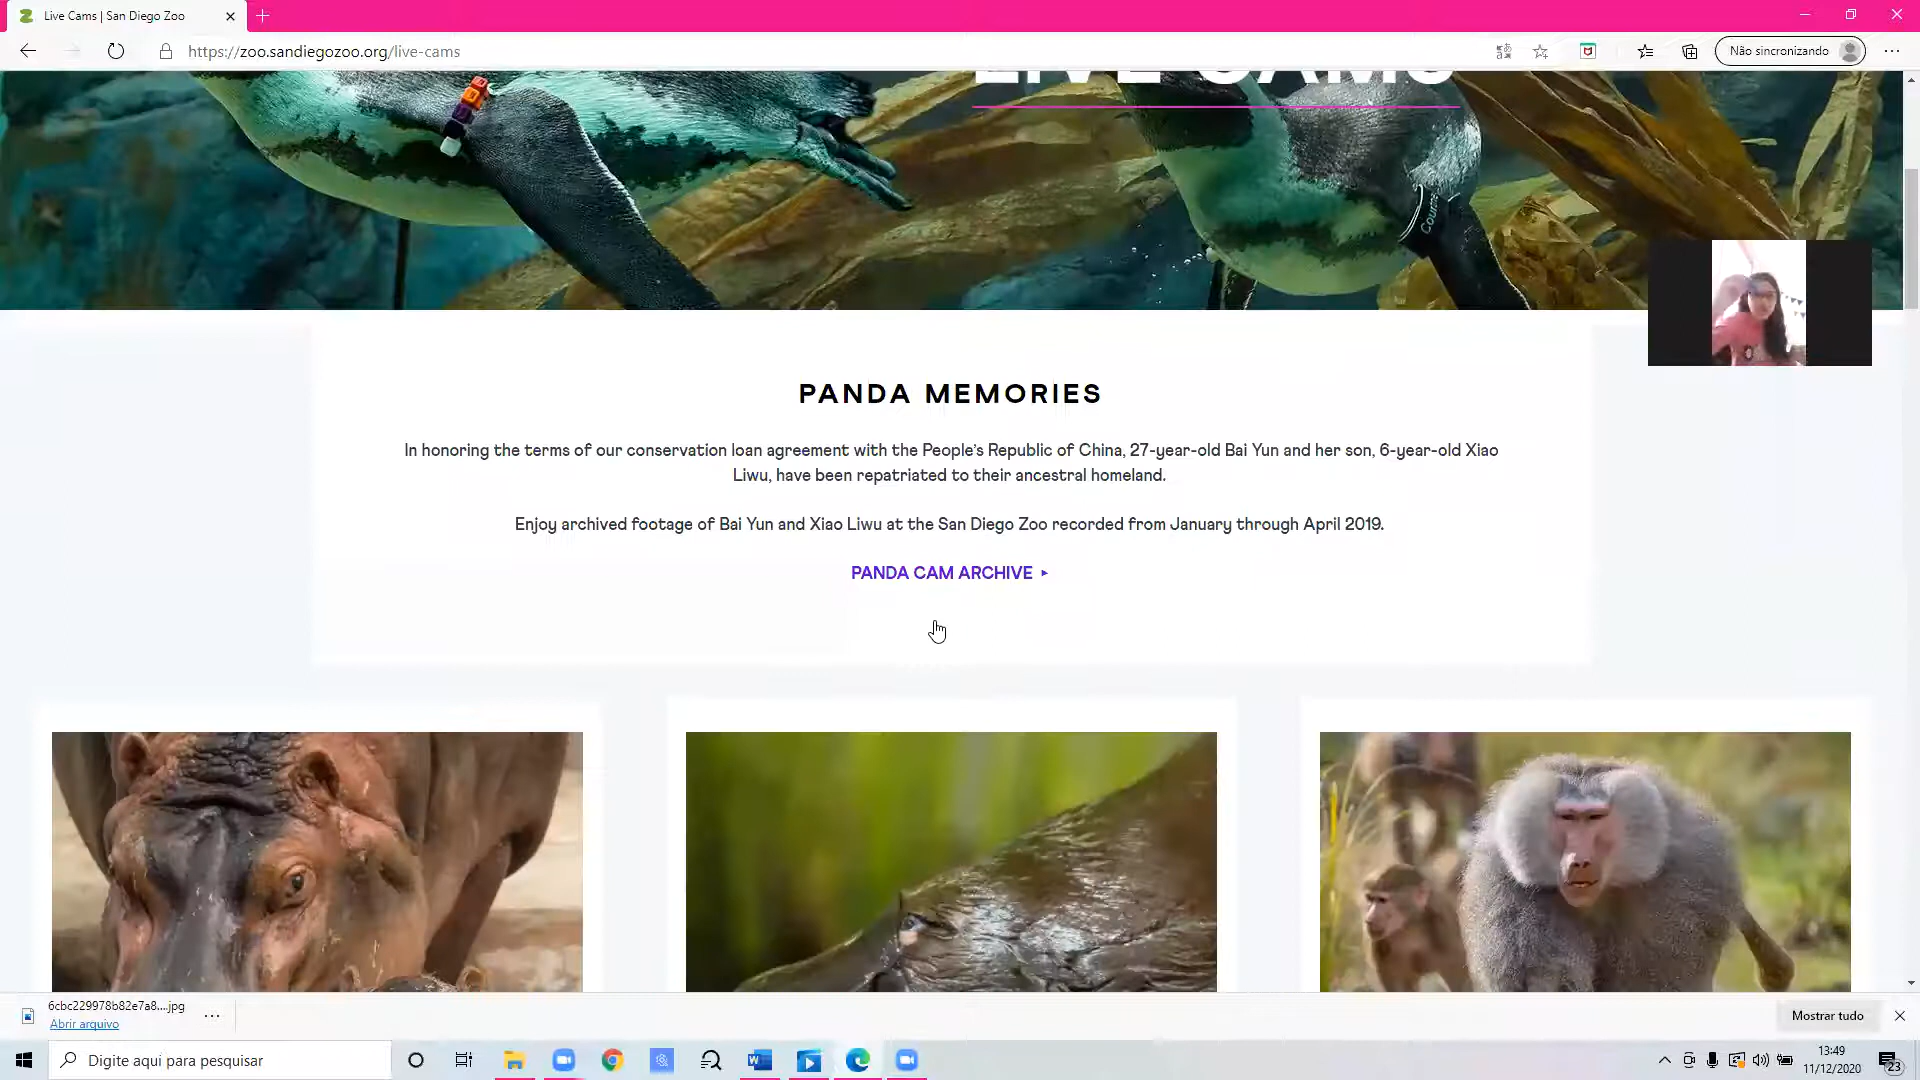 Live Cams | San Diego Zoo
https://zoo.sandiegozoo.org/live-cams
Não sincronizando
LIVE CAMS
PANDA MEMORIES
In honoring the terms of our conservation loan agreement with the People's Republic of China, 27-year-old Bai Yun and her son, 6-year-old Xiao
Liwu, have been repatriated to their ancestral homeland.
Enjoy archived footage of Bai Yun and Xiao Liwu at the San Diego Zoo recorded from January through April 2019.
PANDA CAM ARCHIVE ▸
6cbc229978b82e7a8....jpg
Abrir arquivo
Mostrar tudo
Digite aqui para pesquisar
13:49
11/12/2020
23